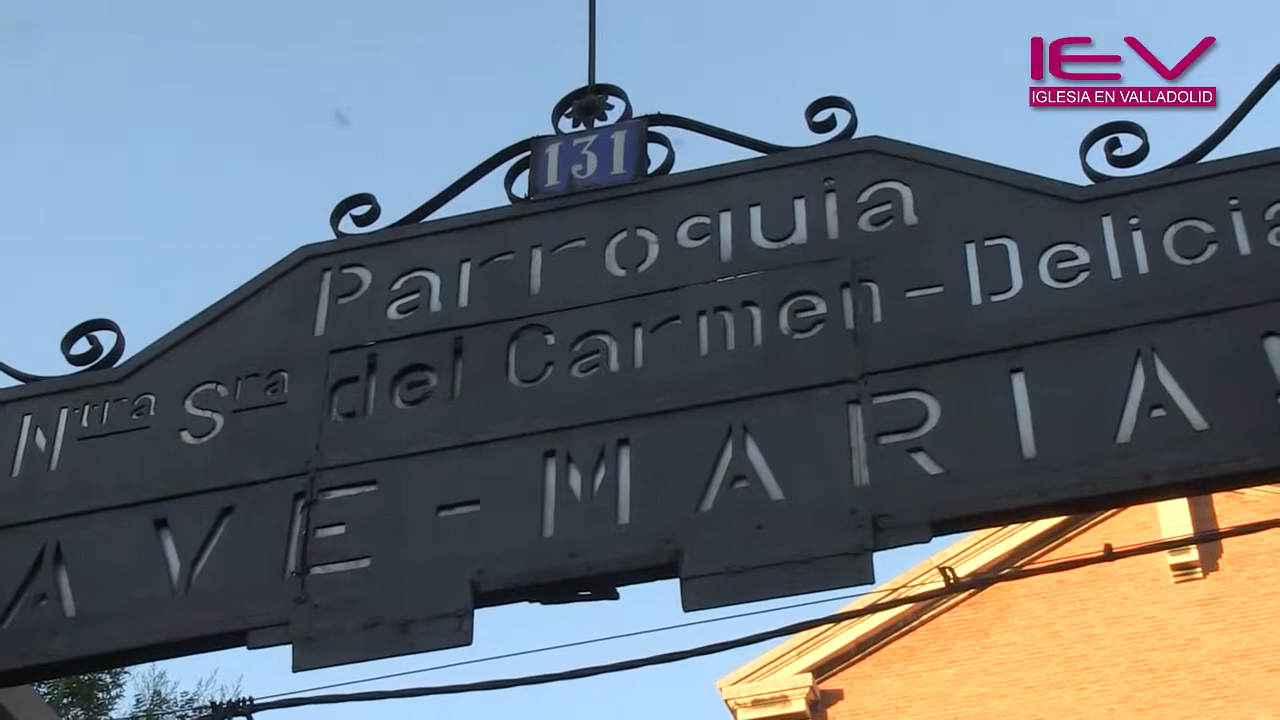 IEV
IGLESIA EN VALLADOLID
131
Parroquia
Ntra Sra del Carmen - Delicia
AVE - MARIA